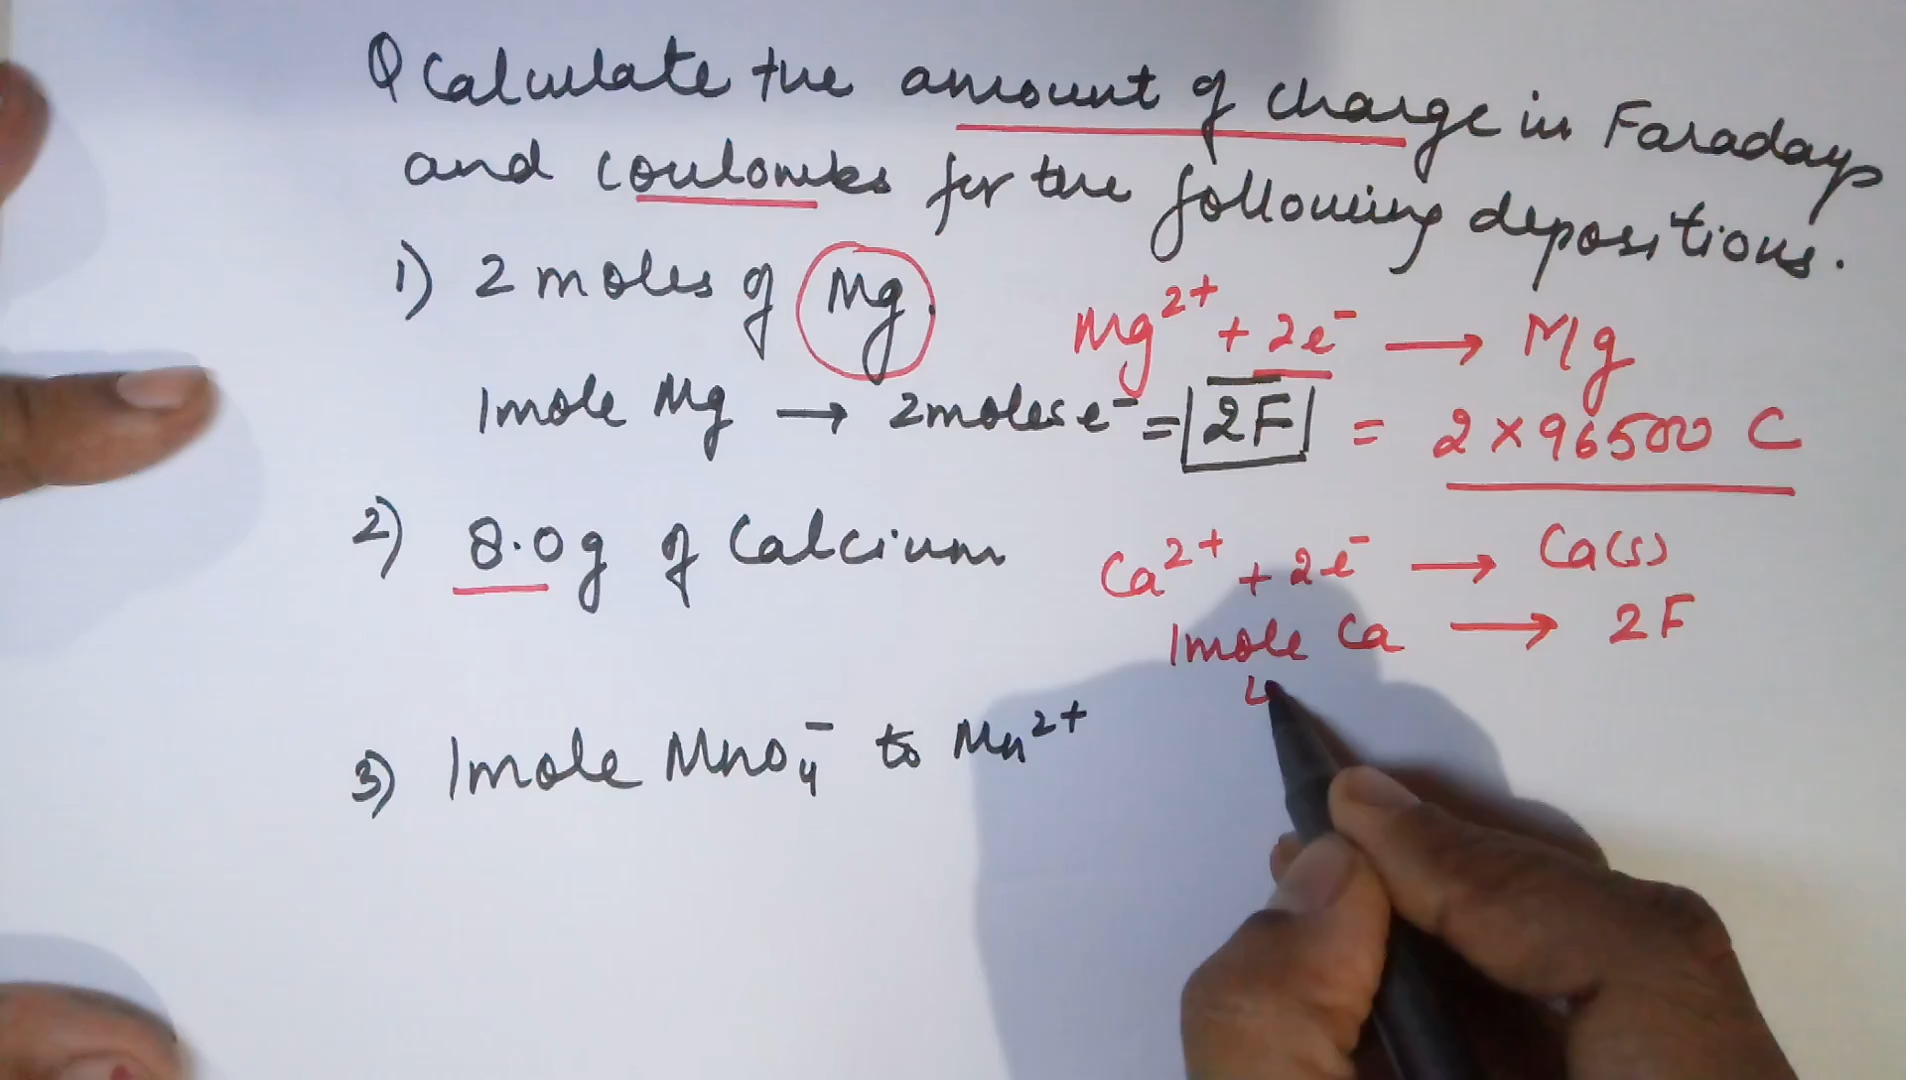 Q Calculate the amount of charge in Faradays
and coulombs for the following depositions.
1) 2 moles of Mg.
Mg²⁺ + 2e⁻ → Mg
1mole Mg → 2moles e⁻ = 2F = 2 × 96500 C
2) 8.0g of Calcium
Ca²⁺ + 2e⁻ → Ca(s)
1mole Ca → 2F
3) 1mole MnO₄⁻ to Mn²⁺